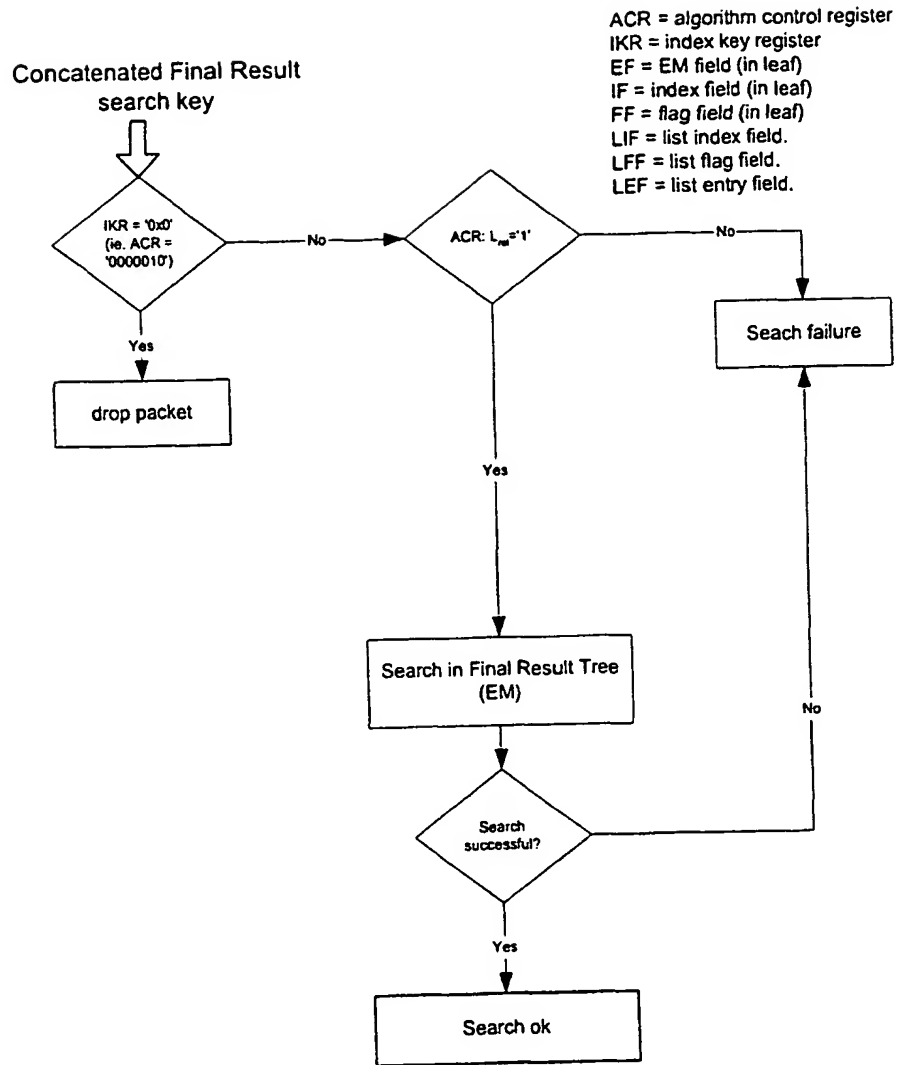 ACR = algorithm control register
IKR = index key register
EF = EM field (in leaf)
IF = index field (in leaf)
FF = flag field (in leaf)
LIF = list index field.
LFF = list flag field.
LEF = list entry field.
Concatenated Final Result
search key
IKR = '0x0'
(ie. ACR =
'0000010')
No
ACR: ='1'
No
Yes
drop packet
Seach failure
Yes
Search in Final Result Tree
(EM)
No
Search
successful?
Yes
Search ok